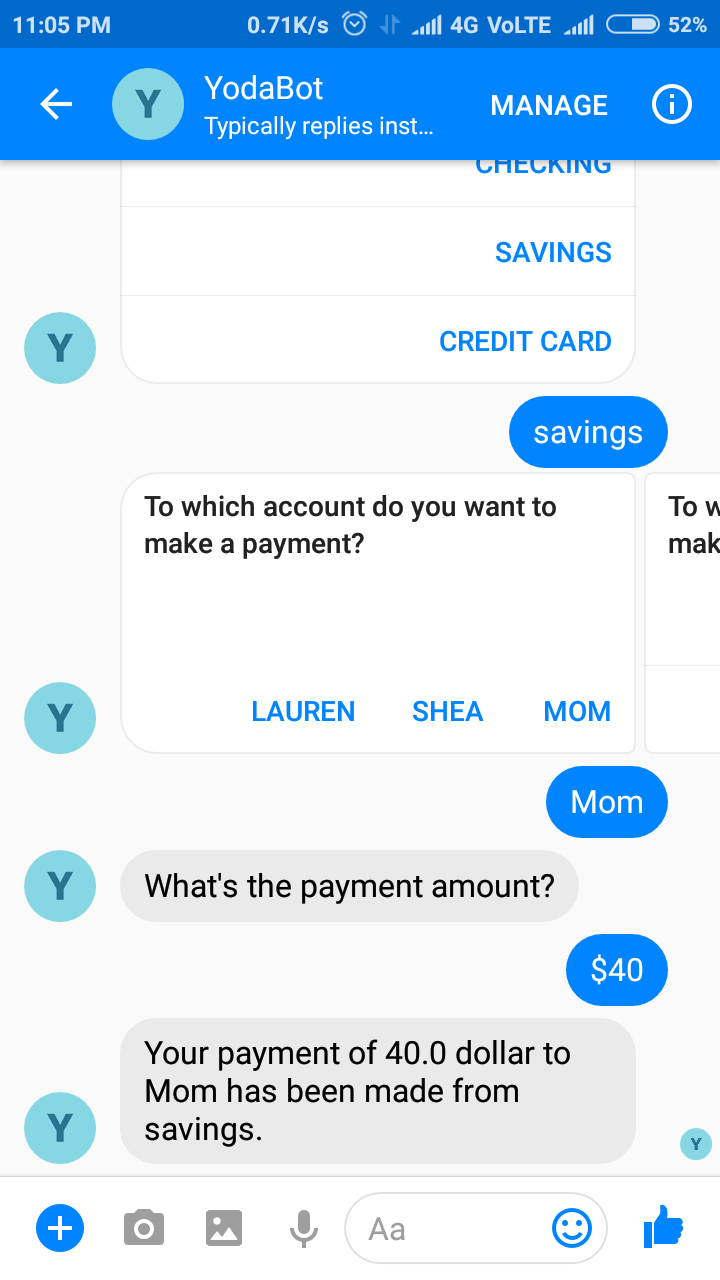 11:05 PM 0.71K/s 4G VoLTE 52%
Y
YodaBot
Typically replies inst...
MANAGE
CHECKING
SAVINGS
CREDIT CARD
Y
savings
To which account do you want to
make a payment?
To w
mak
LAUREN SHEA MOM
Y
Mom
Y
What's the payment amount?
$40
Your payment of 40.0 dollar to
Mom has been made from
savings.
Y
Y
Aa